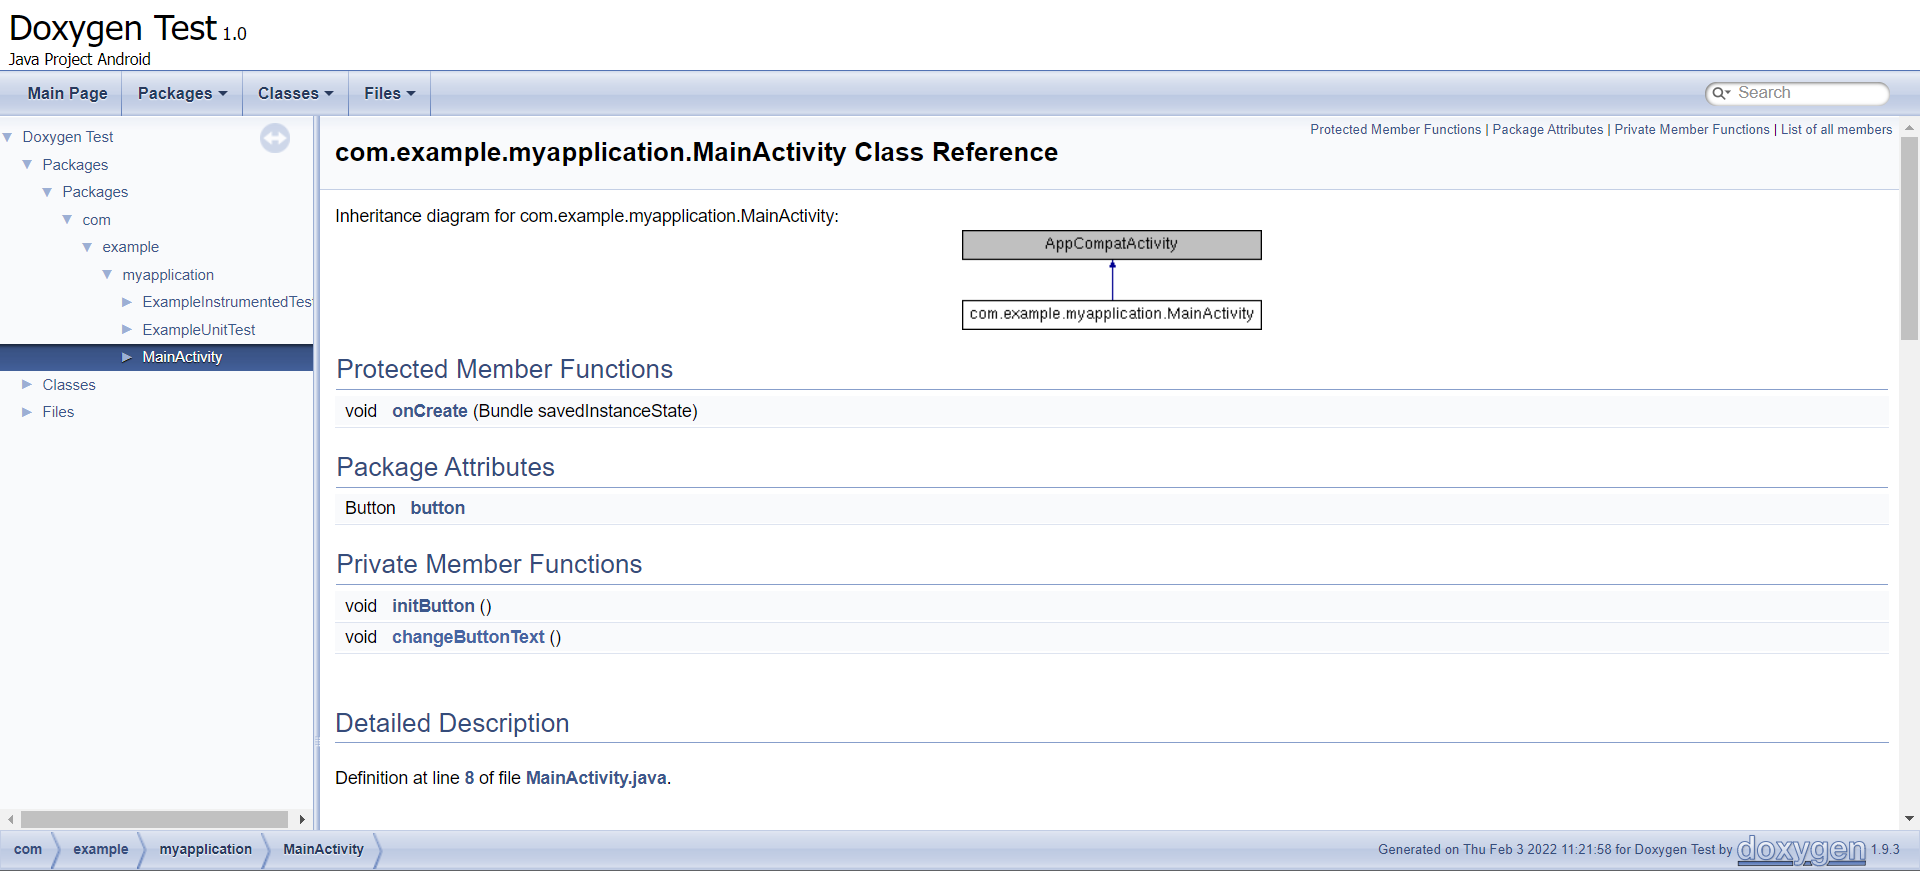 Doxygen Test 1.0
Java Project Android
Main Page Packages Classes Files Search
Doxygen Test
Packages
Packages
com
example
myapplication
ExampleInstrumentedTes
ExampleUnitTest
MainActivity
Classes
Files
Protected Member Functions | Package Attributes | Private Member Functions | List of all members
com.example.myapplication.MainActivity Class Reference
Inheritance diagram for com.example.myapplication.MainActivity:
AppCompatActivity
com.example.myapplication.MainActivity
Protected Member Functions
void onCreate (Bundle savedInstanceState)
Package Attributes
Button button
Private Member Functions
void initButton ()
void changeButtonText ()
Detailed Description
Definition at line 8 of file MainActivity.java.
com example myapplication MainActivity
Generated on Thu Feb 3 2022 11:21:58 for Doxygen Test by doxygen 1.9.3